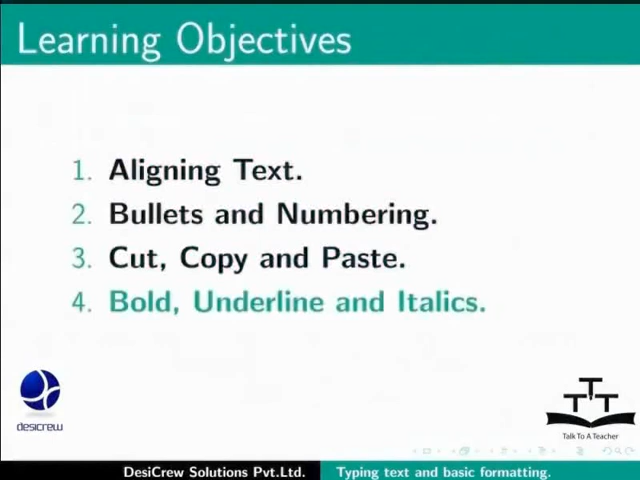 Learning Objectives
1. Aligning Text.
2. Bullets and Numbering.
3. Cut, Copy and Paste.
4. Bold, Underline and Italics.
desicrew
TTT
Talk To A Teacher
DesiCrew Solutions Pvt.Ltd. Typing text and basic formatting.